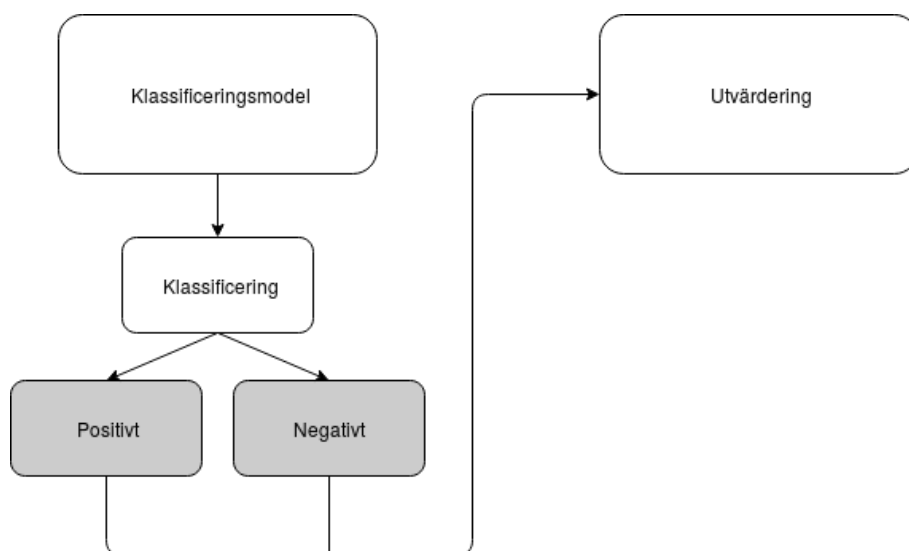 Klassificeringsmodel
Utvärdering
Klassificering
Positivt
Negativt